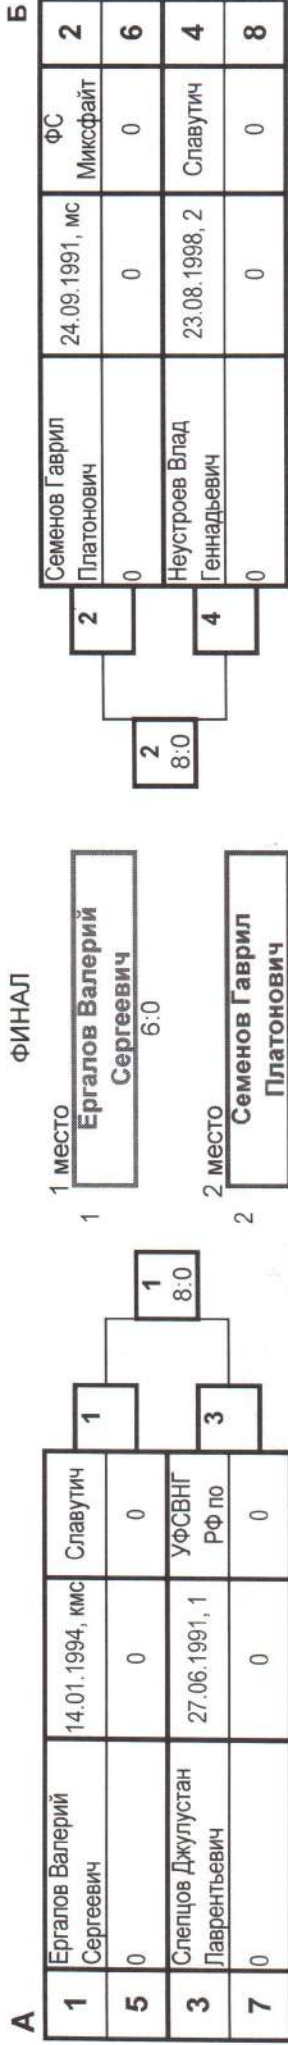 А
1 Ергалов Валерий Сергеевич 14.01.1994, кмс Славутич
5 0 0 0
3 Слепцов Джулустан Лаврентьевич 27.06.1991, 1 УФСВНГ РФ по
7 0 0 0
1
3
1
8:0
ФИНАЛ
1 место
1
Ергалов Валерий
Сергеевич
6:0
2 место
2
Семенов Гаврил
Платонович
Б
2
8:0
2
4
Семенов Гаврил Платонович 24.09.1991, мс ФС Миксфайт 2
0 0 0 6
Неустроев Влад Геннадьевич 23.08.1998, 2 Славутич 4
0 0 0 8